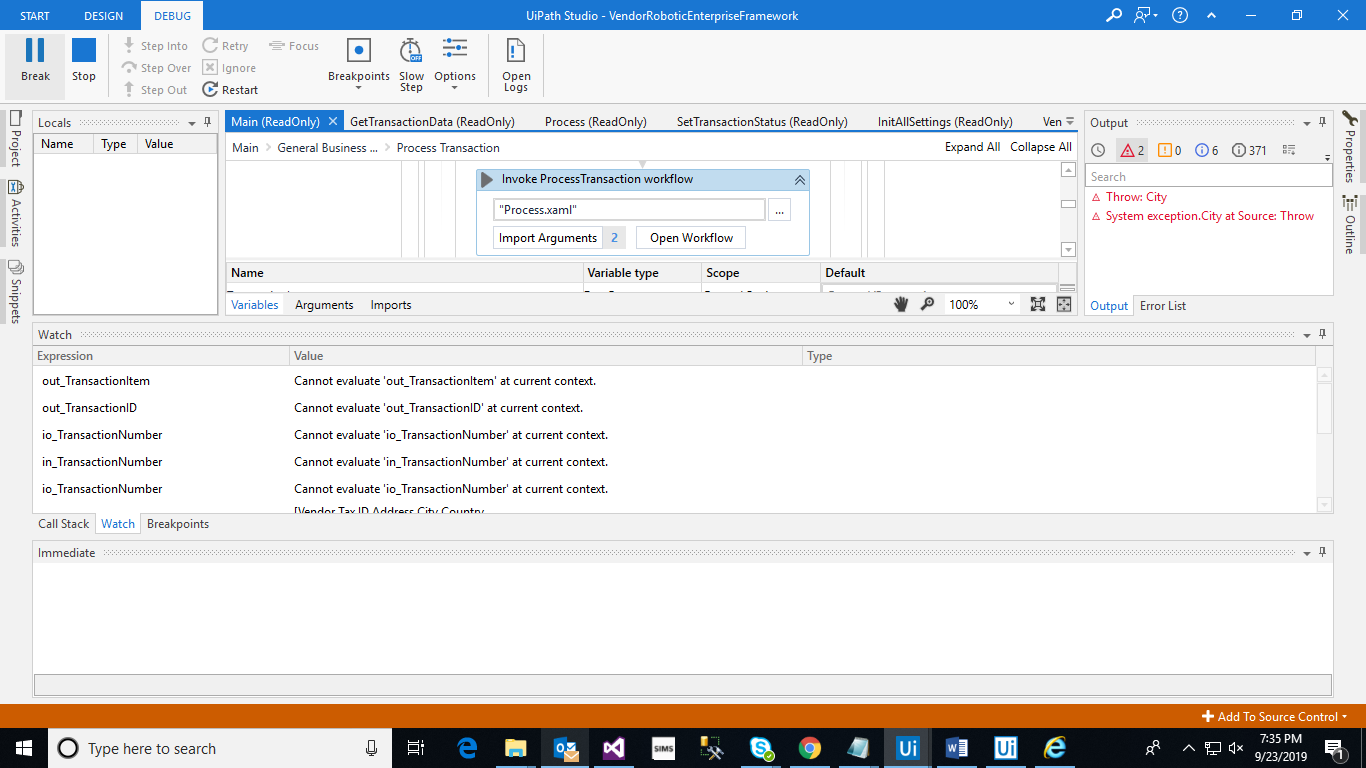 START DESIGN DEBUG UiPath Studio - VendorRoboticEnterpriseFramework
Break
Stop
Step Into
Step Over
Step Out
Retry
Ignore
Restart
Focus
Breakpoints
OFF
Slow Step
Options
Open Logs
Project
Activities
Snippets
Locals
Name Type Value
Main (ReadOnly) GetTransactionData (ReadOnly) Process (ReadOnly) SetTransactionStatus (ReadOnly) InitAllSettings (ReadOnly) Ven
Main > General Business ... > Process Transaction Expand All Collapse All
Invoke ProcessTransaction workflow
"Process.xaml" ...
Import Arguments 2 Open Workflow
Name Variable type Scope Default
Variables Arguments Imports 100%
Output
2 0 6 371
Search
Throw: City
System exception.City at Source: Throw
Output Error List
Properties
Outline
Watch
Expression Value Type
out_TransactionItem Cannot evaluate 'out_TransactionItem' at current context.
out_TransactionID Cannot evaluate 'out_TransactionID' at current context.
io_TransactionNumber Cannot evaluate 'io_TransactionNumber' at current context.
in_TransactionNumber Cannot evaluate 'in_TransactionNumber' at current context.
io_TransactionNumber Cannot evaluate 'io_TransactionNumber' at current context.
[Vendor Tax ID,Address,City,Country
Call Stack Watch Breakpoints
Immediate
Add To Source Control
Type here to search
SIMS
Ui
Ui
7:35 PM
9/23/2019
1